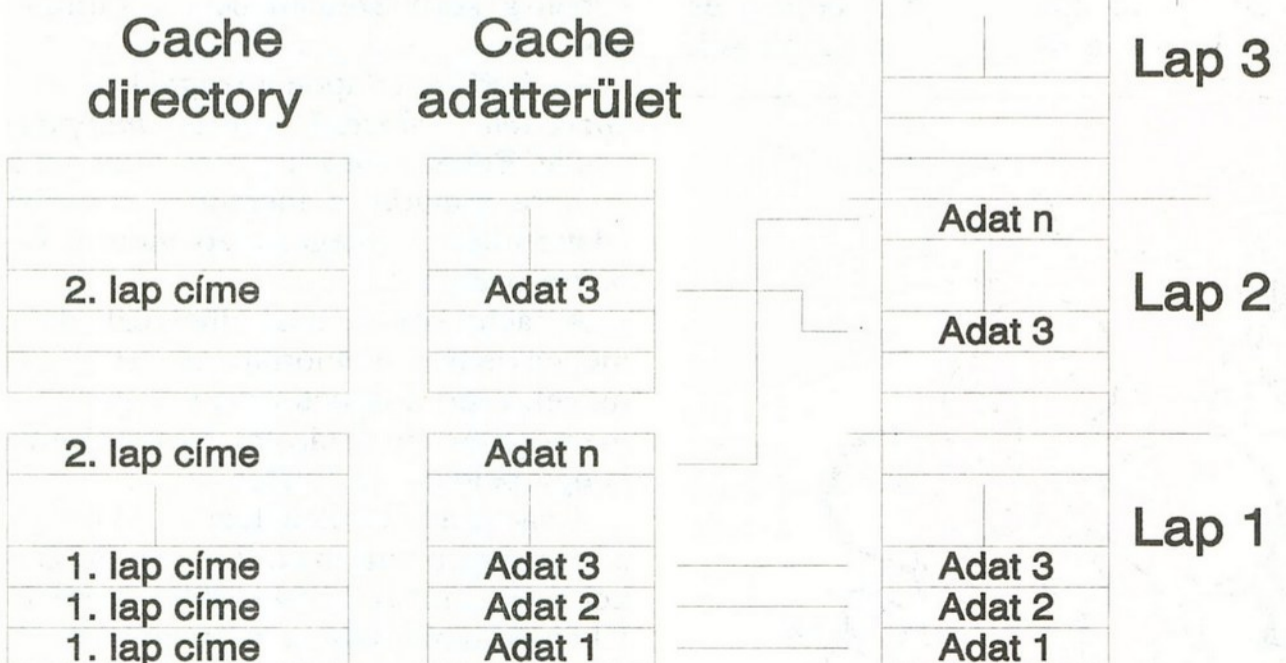 Cache
directory
Cache
adatterület
Lap 3
Adat n
2. lap címe
Adat 3
Lap 2
Adat 3
2. lap címe
Adat n
Lap 1
1. lap címe
Adat 3
Adat 3
1. lap címe
Adat 2
Adat 2
1. lap címe
Adat 1
Adat 1